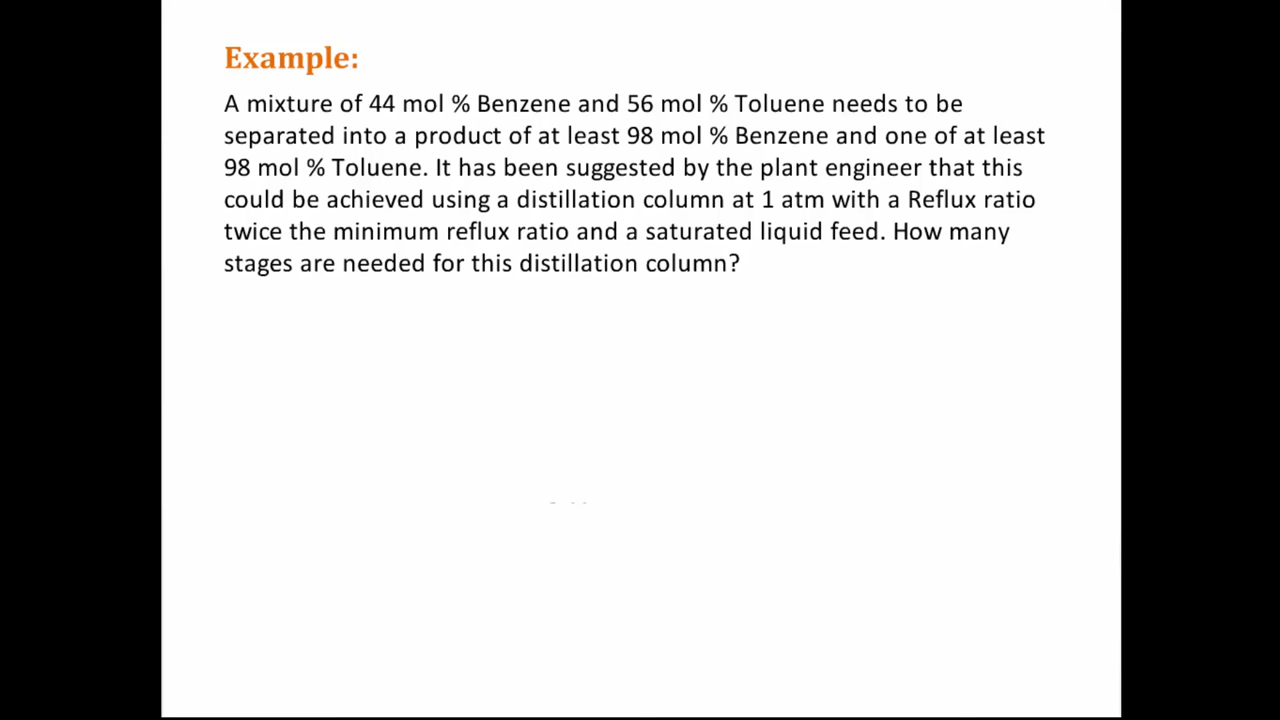 Example:
A mixture of 44 mol % Benzene and 56 mol % Toluene needs to be
separated into a product of at least 98 mol % Benzene and one of at least
98 mol % Toluene. It has been suggested by the plant engineer that this
could be achieved using a distillation column at 1 atm with a Reflux ratio
twice the minimum reflux ratio and a saturated liquid feed. How many
stages are needed for this distillation column?